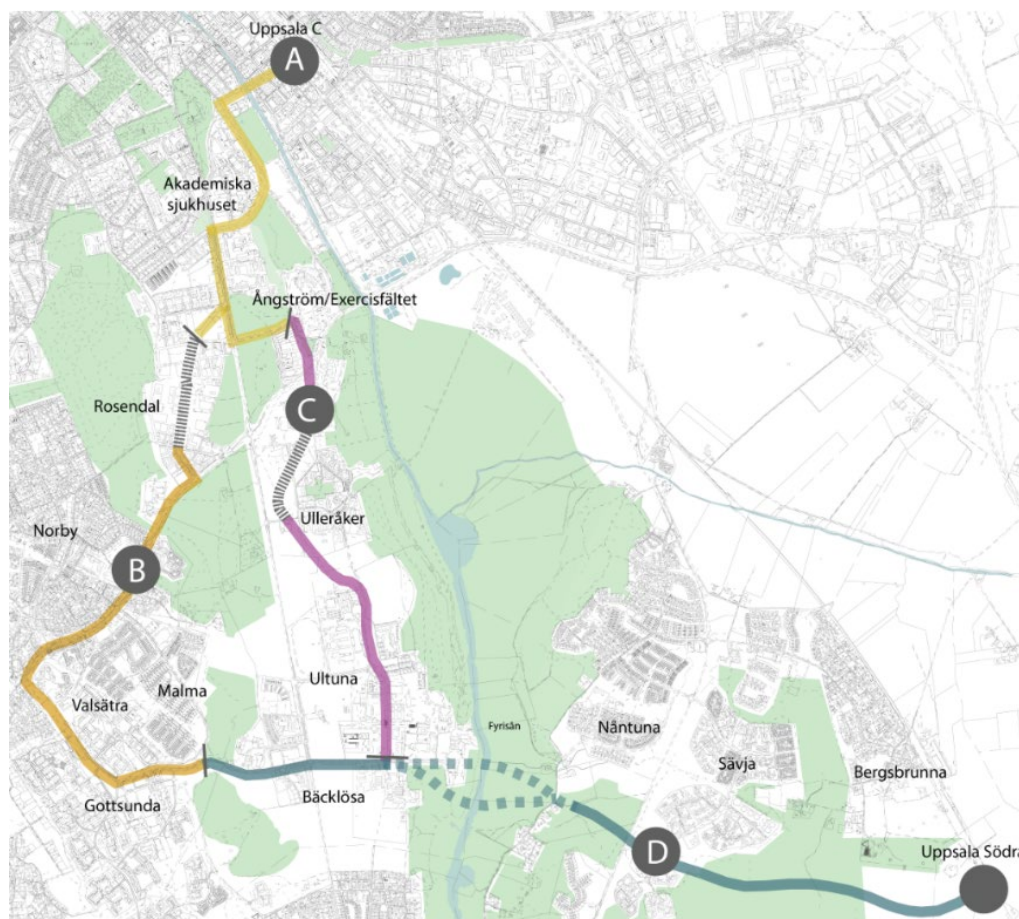 Uppsala C
A
Akademiska
sjukhuset
Ångström/Exercisfältet
Rosendal
C
Ulleråker
Norby
B
Ultuna
Malma
Valsätra
Fyrisån
Nåntuna
Sävja
Bergsbrunna
Gottsunda
Bäcklösa
D
Uppsala Södra